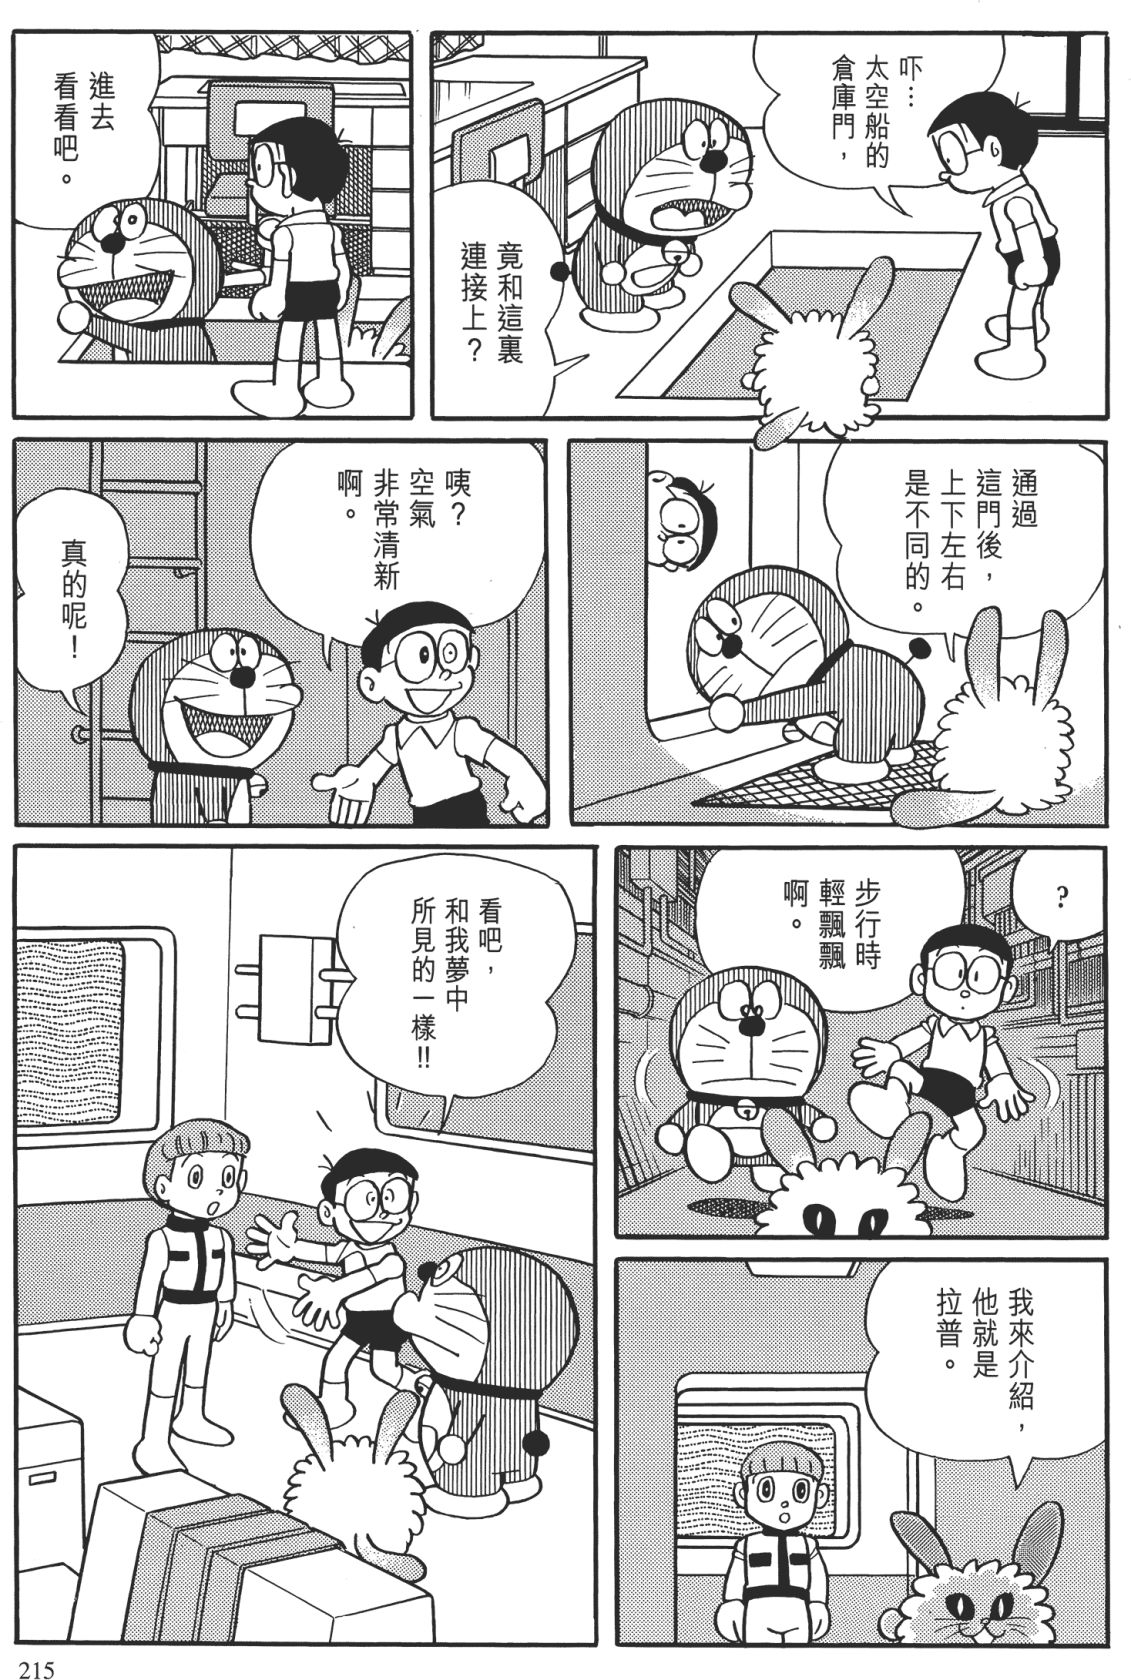 吓…
太空船的
倉庫門，
竟和這裏
連接上？
進去
看看吧。
通過
這門後，
上下左右
是不同的。
咦？
空氣
非常清新
啊。
真的呢！
?
步行時
輕飄飄
啊。
我來介紹，
他就是
拉普。
看吧，
和我夢中
所見的一樣!!
215